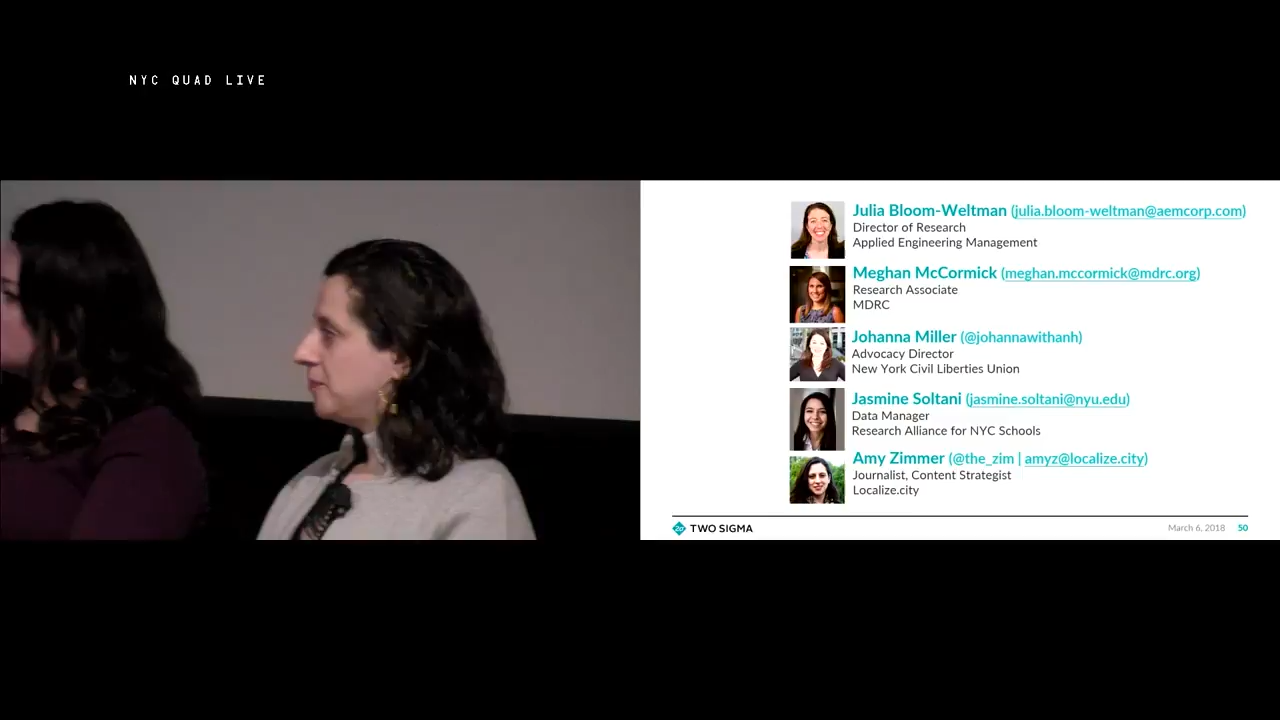 NYC QUAD LIVE
Julia Bloom-Weltman (julia.bloom-weltman@aemcorp.com)
Director of Research
Applied Engineering Management
Meghan McCormick (meghan.mccormick@mdrc.org)
Research Associate
MDRC
Johanna Miller (@johannawithanh)
Advocacy Director
New York Civil Liberties Union
Jasmine Soltani (jasmine.soltani@nyu.edu)
Data Manager
Research Alliance for NYC Schools
Amy Zimmer (@the_zim | amyz@localize.city)
Journalist, Content Strategist
Localize.city
TWO SIGMA
March 6, 2018 50